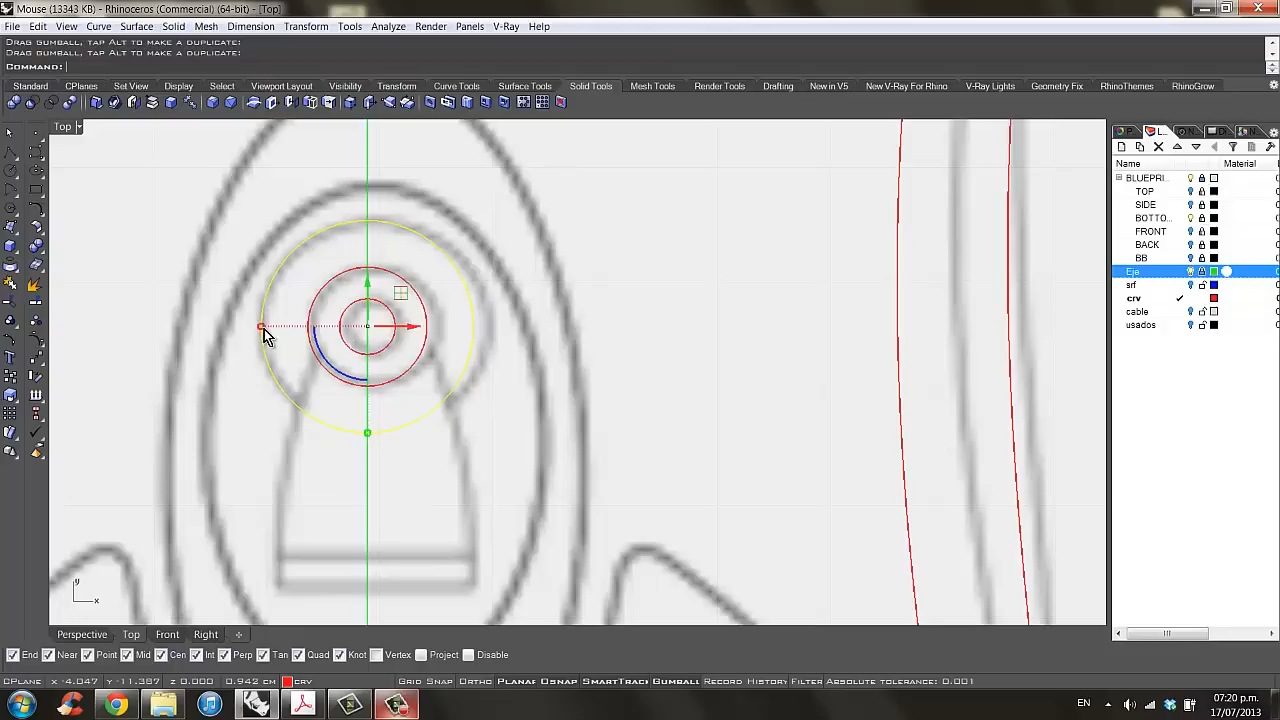 Mouse (13343 KB) - Rhinoceros (Commercial) (64-bit) - [Top]
File Edit View Curve Surface Solid Mesh Dimension Transform Tools Analyze Render Panels V-Ray Help
Drag gumball, tap Alt to make a duplicate:
Drag gumball, tap Alt to make a duplicate:
Command:
Standard CPlanes Set View Display Select Viewport Layout Visibility Transform Curve Tools Surface Tools Solid Tools Mesh Tools Render Tools Drafting New in V5 New V-Ray For Rhino V-Ray Lights Geometry Fix RhinoThemes RhinoGrow
Top
P... L... N... Di N...
Name Material
BLUEPRI...
TOP
SIDE
BOTTO...
FRONT
BACK
BB
Eje
srf
crv
cable
usados
y
x
Perspective Top Front Right
End Near Point Mid Cen Int Perp Tan Quad Knot Vertex Project Disable
CPlane x -4.047 y -11.387 z 0.000 0.942 cm crv Grid Snap Ortho Planar Osnap SmartTrack Gumball Record History Filter Absolute tolerance: 0.001
EN 07:20 p.m.
17/07/2013